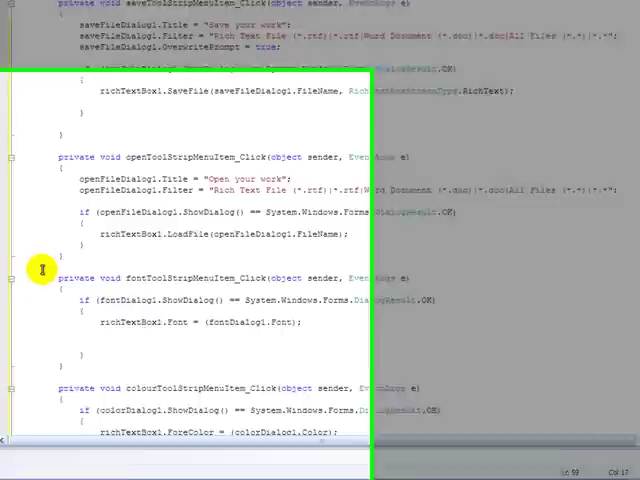 private void saveToolStripMenuItem_Click(object sender, EventArgs e)
saveFileDialog1.Title = "Save your work";
saveFileDialog1.Filter = "Rich Text File (*.rtf)|*.rtf|Word Document (*.doc)|*.doc|All Files (*.*)|*.*";
saveFileDialog1.OverwritePrompt = true;
DialogResult.OK)
{
richTextBox1.SaveFile(saveFileDialog1.FileName, RichTextBoxStreamType.RichText);
}
}
private void openToolStripMenuItem_Click(object sender, EventArgs e)
{
openFileDialog1.Title = "Open your work";
openFileDialog1.Filter = "Rich Text File (*.rtf)|*.rtf|Word Document (*.doc)|*.doc|All Files (*.*)|*.*";
if (openFileDialog1.ShowDialog() == System.Windows.Forms.DialogResult.OK)
{
richTextBox1.LoadFile(openFileDialog1.FileName);
}
}
private void fontToolStripMenuItem_Click(object sender, EventArgs e)
{
if (fontDialog1.ShowDialog() == System.Windows.Forms.DialogResult.OK)
{
richTextBox1.Font = (fontDialog1.Font);
}
}
private void colourToolStripMenuItem_Click(object sender, EventArgs e)
{
if (colorDialog1.ShowDialog() == System.Windows.Forms.DialogResult.OK)
{
richTextBox1.ForeColor = (colorDialog1.Color);
Ln 59 Col 17